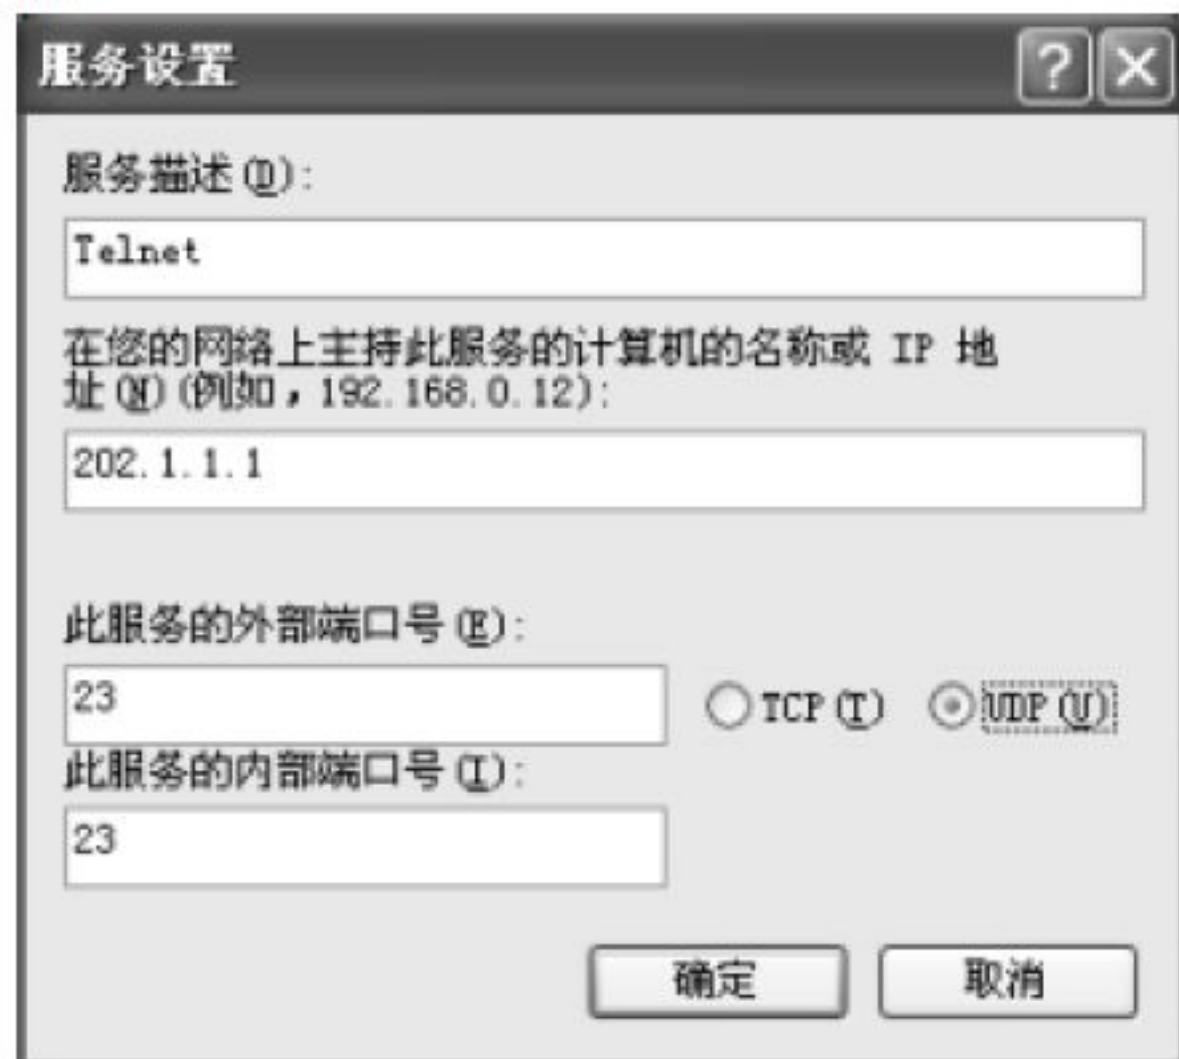 服务设置
服务描述(D):
Telnet
在您的网络上主持此服务的计算机的名称或 IP 地
址(N)(例如，192.168.0.12):
202.1.1.1
此服务的外部端口号(E):
23
TCP(T) UDP(U)
此服务的内部端口号(I):
23
确定 取消